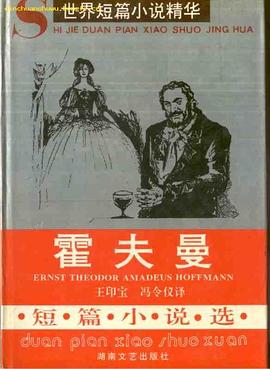 S
世界短篇小说精华
SHI JIE DUAN PIAN XIAO SHUO JING HUA
霍夫曼
ERNST THEODOR AMADEUS HOFFMANN
王印宝 冯令仪译
·短·篇·小·说·选·
duan pian xiao shuo xuan
湖南文艺出版社